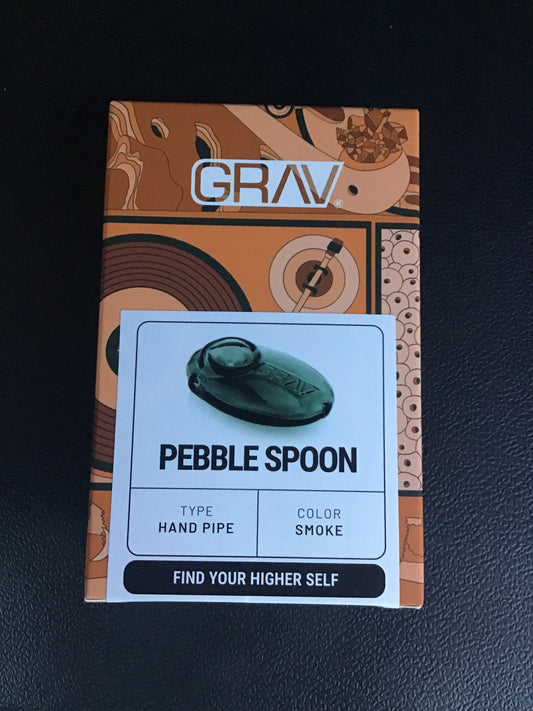 GRAV®
GRAV
PEBBLE SPOON
TYPE
HAND PIPE
COLOR
SMOKE
FIND YOUR HIGHER SELF